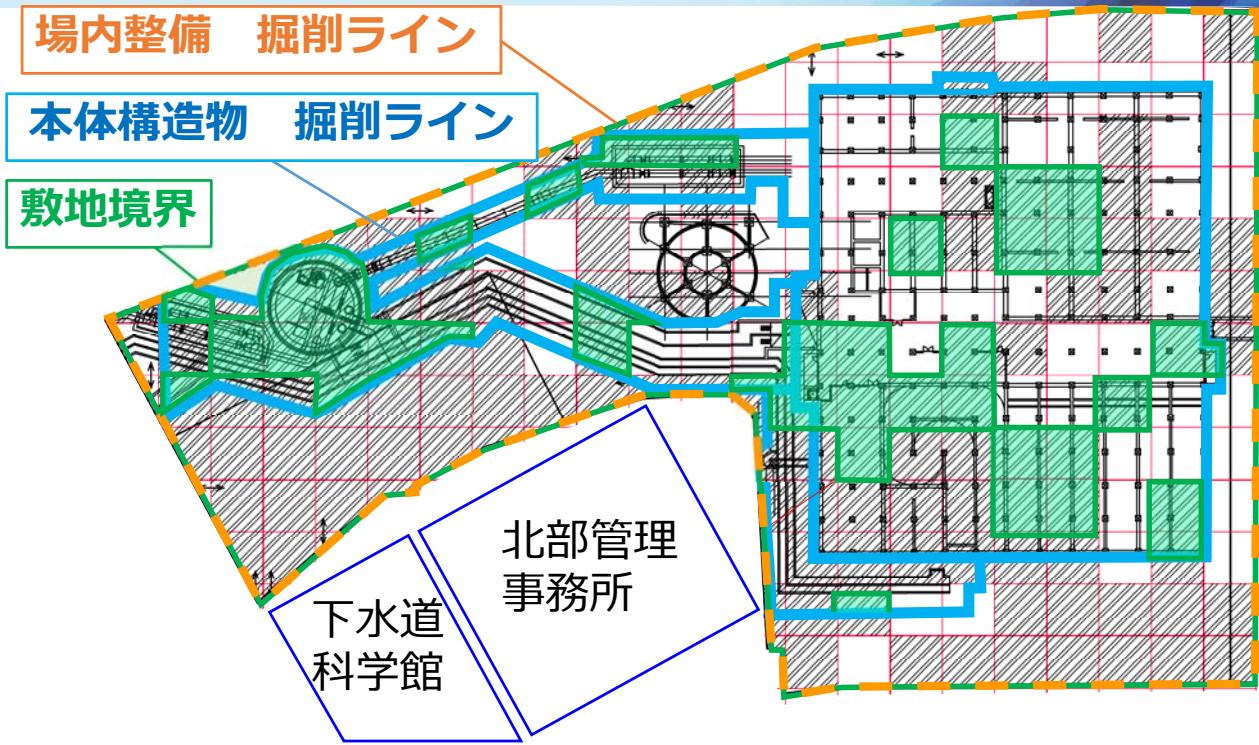 場内整備　掘削ライン
本体構造物　掘削ライン
敷地境界
北部管理
事務所
下水道
科学館